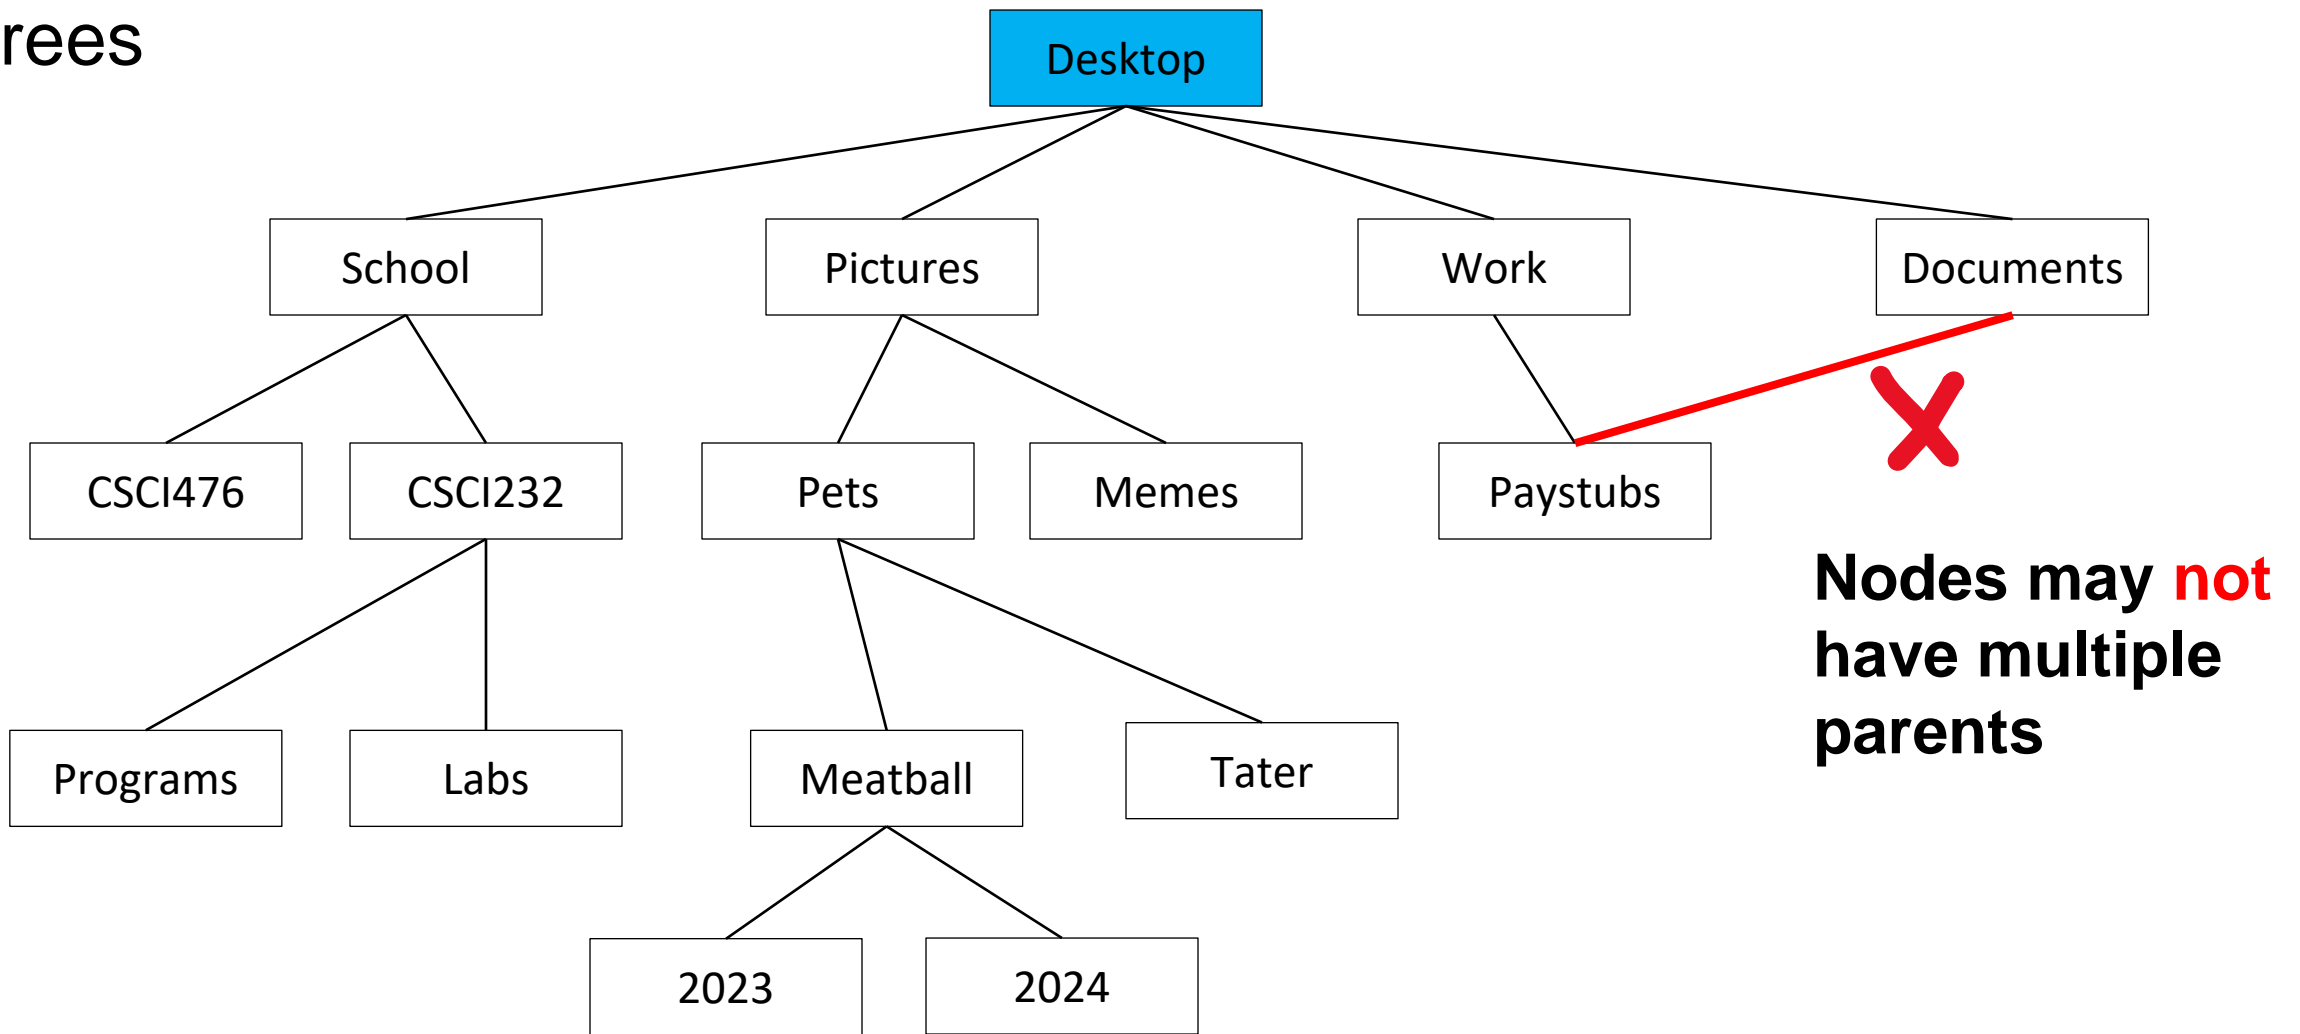 rees
Desktop
School
Pictures
Work
Documents
CSCI476
CSCI232
Pets
Memes
Paystubs
Nodes may not
have multiple
parents
Programs
Labs
Meatball
Tater
2023
2024